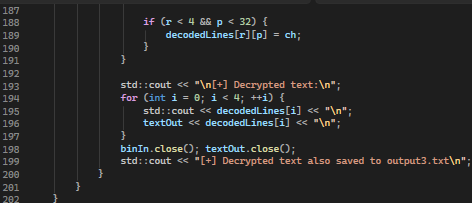 187
188 if (r < 4 && p < 32) {
189 decodedLines[r][p] = ch;
190 }
191 }
192
193 std::cout << "\n[+] Decrypted text:\n";
194 for (int i = 0; i < 4; ++i) {
195 std::cout << decodedLines[i] << "\n";
196 textOut << decodedLines[i] << "\n";
197 }
198 binIn.close(); textOut.close();
199 std::cout << "[+] Decrypted text also saved to output3.txt\n";
200 }
201 }
202 }